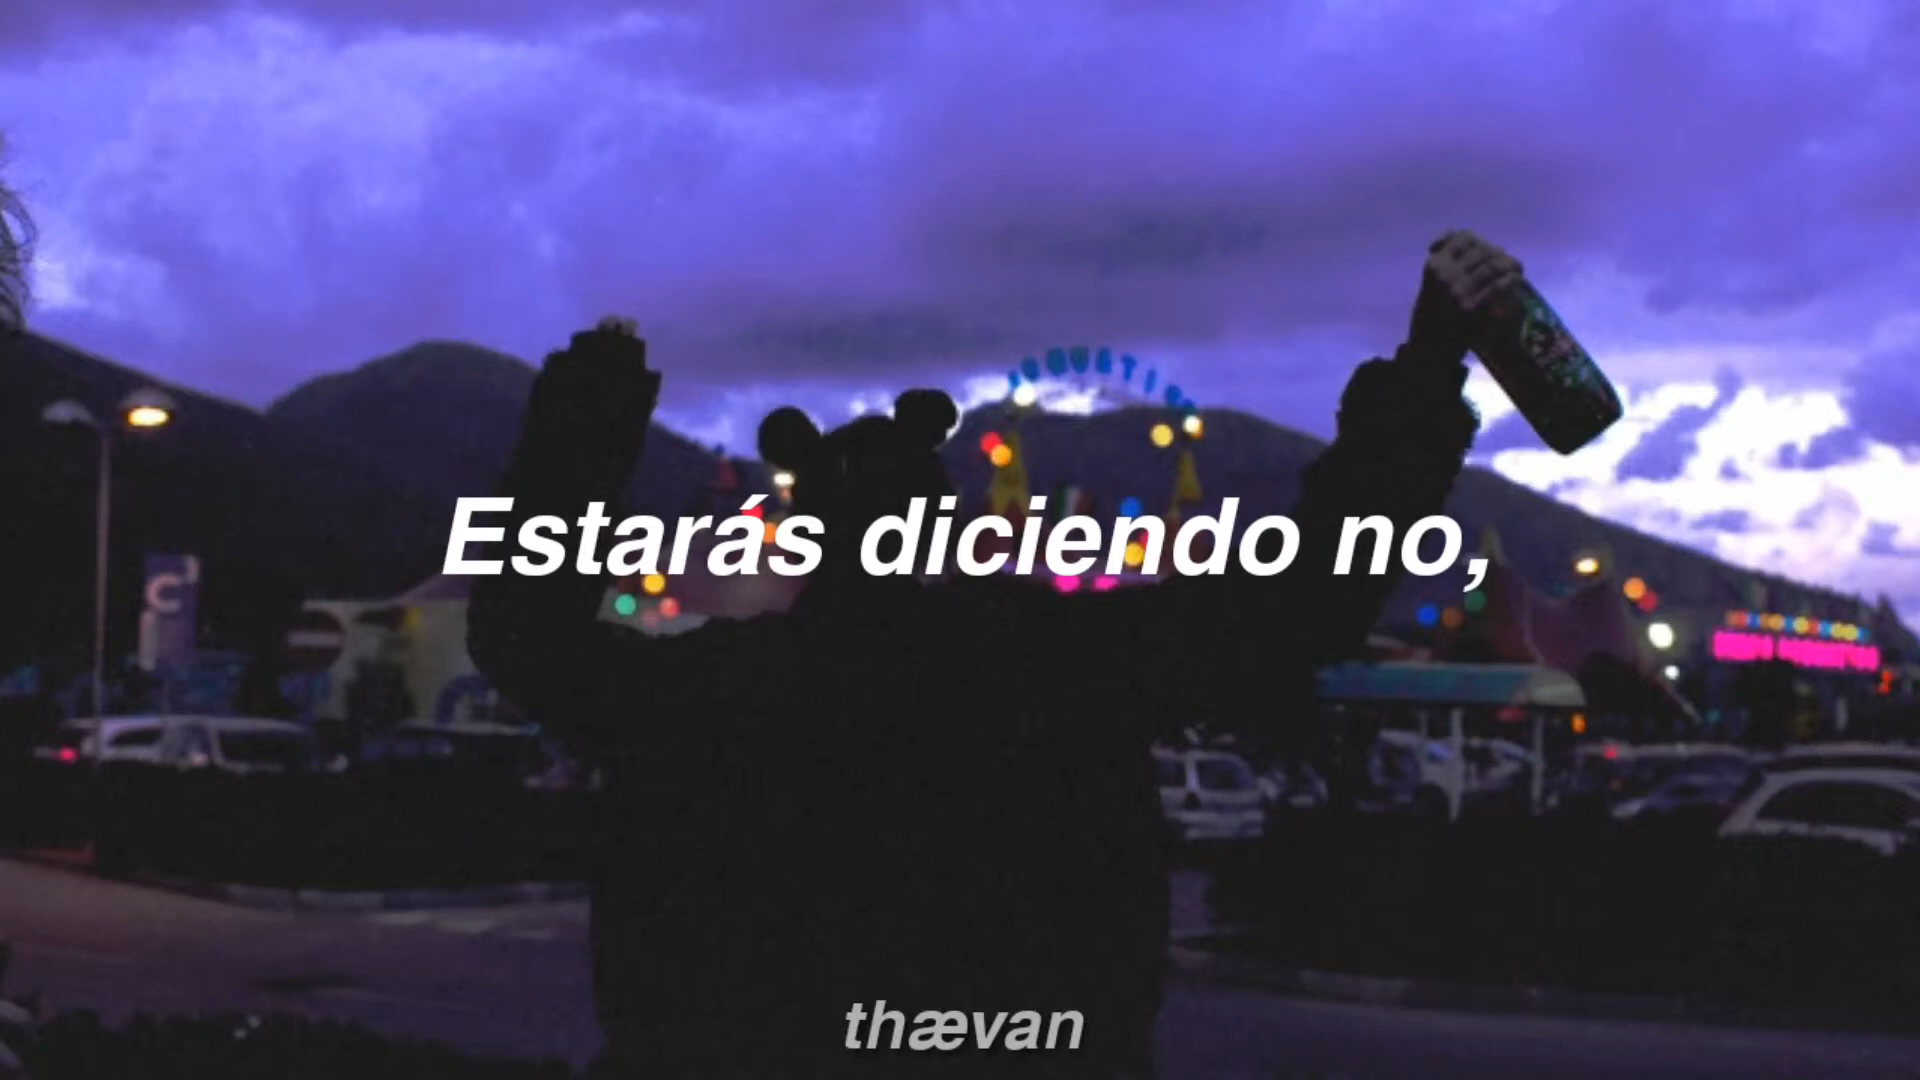 Estarás diciendo no,
thævan